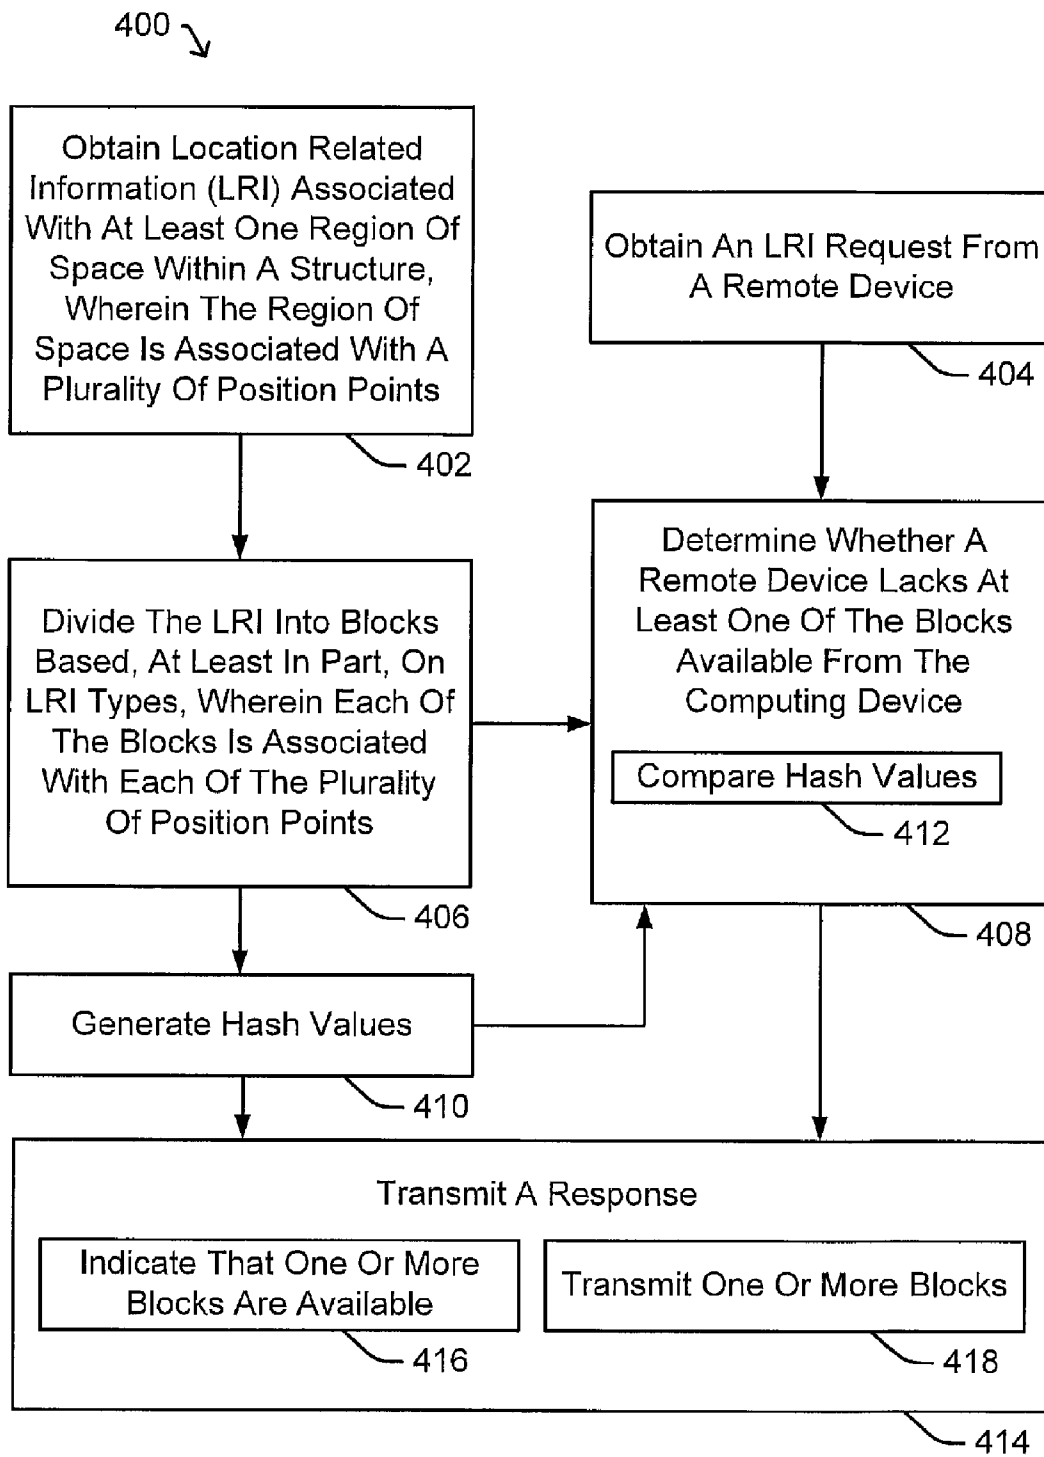 400
Obtain Location Related
Information (LRI) Associated
With At Least One Region Of
Space Within A Structure,
Wherein The Region Of
Space Is Associated With A
Plurality Of Position Points
402
Obtain An LRI Request From
A Remote Device
404
Divide The LRI Into Blocks
Based, At Least In Part, On
LRI Types, Wherein Each Of
The Blocks Is Associated
With Each Of The Plurality
Of Position Points
406
Determine Whether A
Remote Device Lacks At
Least One Of The Blocks
Available From The
Computing Device
Compare Hash Values
412
408
Generate Hash Values
410
Transmit A Response
Indicate That One Or More
Blocks Are Available
416
Transmit One Or More Blocks
418
414